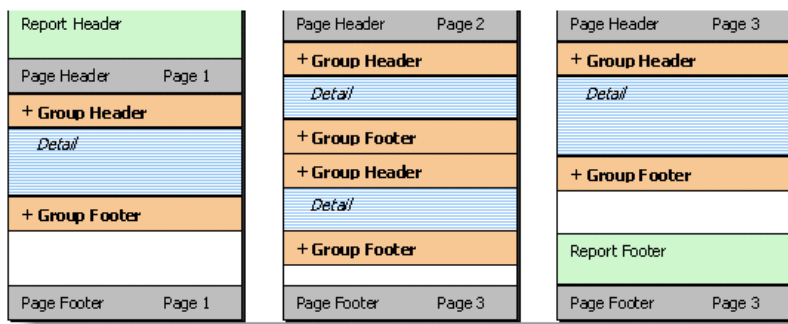 Report Header
Page Header Page 1
+ Group Header
Detail
+ Group Footer
Page Footer Page 1
Page Header Page 2
+ Group Header
Detail
+ Group Footer
+ Group Header
Detail
+ Group Footer
Page Footer Page 3
Page Header Page 3
+ Group Header
Detail
+ Group Footer
Report Footer
Page Footer Page 3